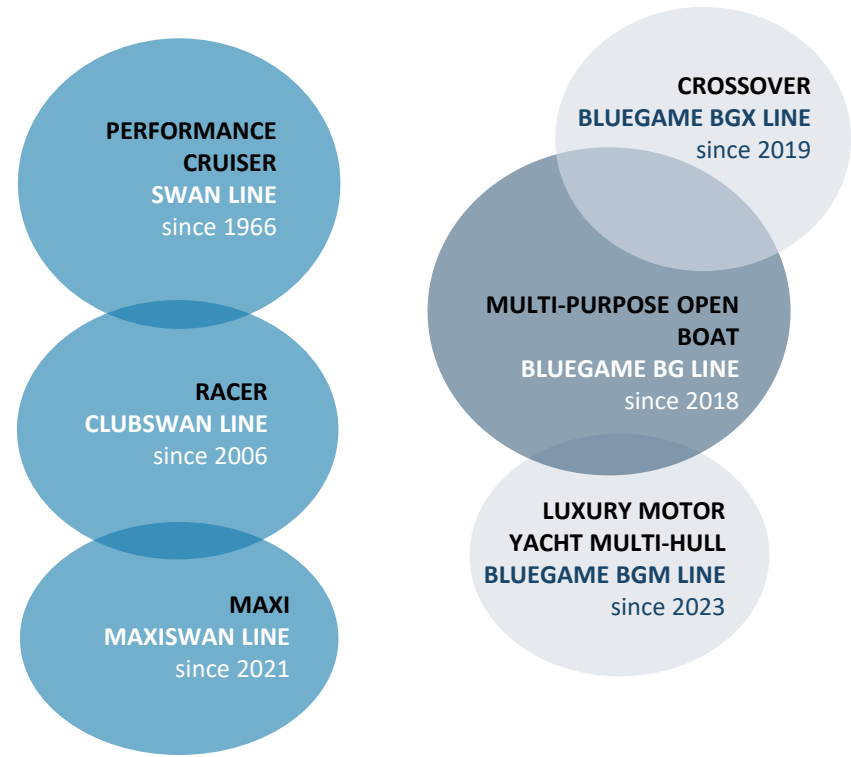 PERFORMANCE
CRUISER
SWAN LINE
since 1966
RACER
CLUBSWAN LINE
since 2006
MAXI
MAXISWAN LINE
since 2021
CROSSOVER
BLUEGAME BGX LINE
since 2019
MULTI-PURPOSE OPEN
BOAT
BLUEGAME BG LINE
since 2018
LUXURY MOTOR
YACHT MULTI-HULL
BLUEGAME BGM LINE
since 2023